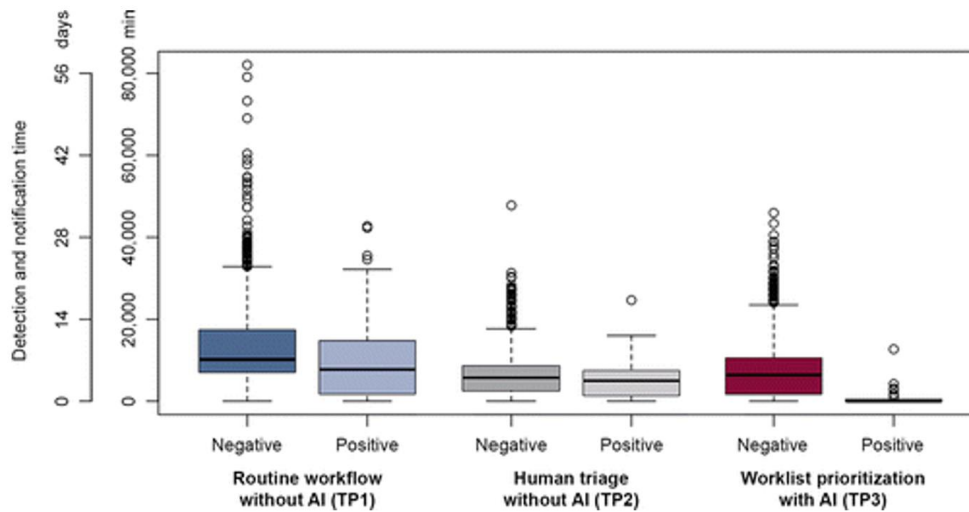 Detection and notification time
days
0
14
28
42
56
min
0
20,000
40,000
60,000
80,000
Negative
Positive
Negative
Positive
Negative
Positive
Routine workflow
without AI (TP1)
Human triage
without AI (TP2)
Worklist prioritization
with AI (TP3)